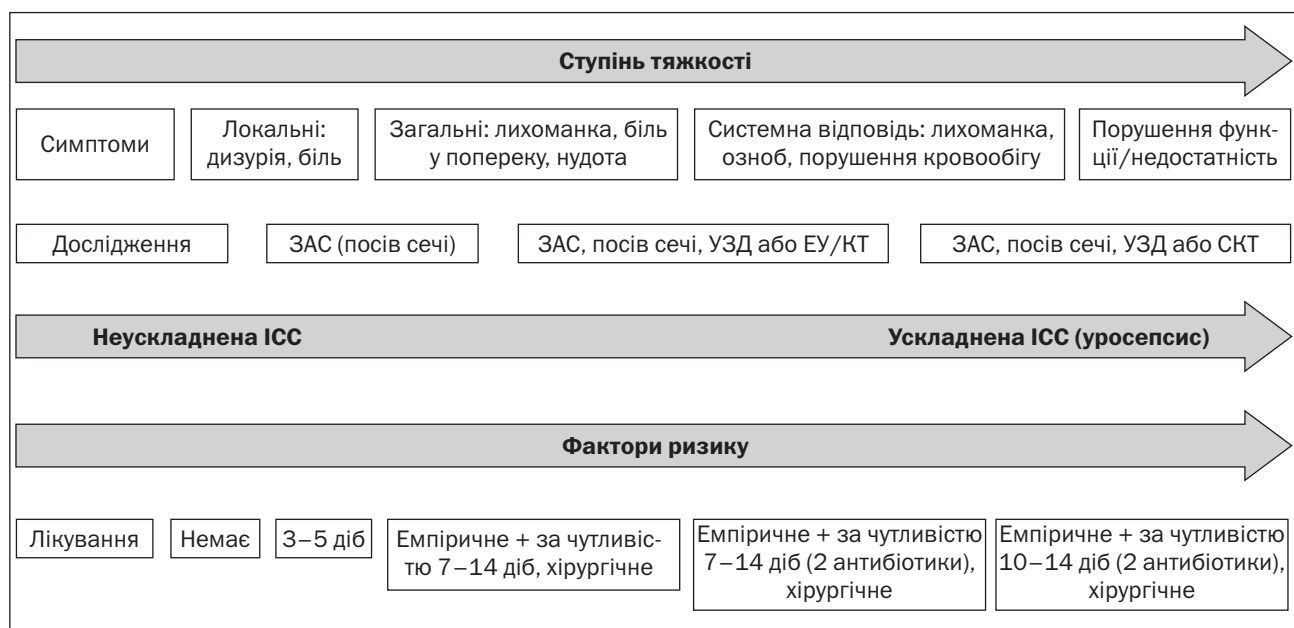 Ступінь тяжкості
Симптоми
Локальні:
дизурія, біль
Загальні: лихоманка, біль
у попереку, нудота
Системна відповідь: лихоманка,
озноб, порушення кровообігу
Порушення функ-
ції/недостатність
Дослідження
ЗАС (посів сечі)
ЗАС, посів сечі, УЗД або ЕУ/КТ
ЗАС, посів сечі, УЗД або СКТ
Неускладнена ІСС
Ускладнена ІСС (уросепсис)
Фактори ризику
Лікування
Немає
3–5 діб
Емпіричне + за чутливіс-
тю 7–14 діб, хірургічне
Емпіричне + за чутливістю
7–14 діб (2 антибіотики),
хірургічне
Емпіричне + за чутливістю
10–14 діб (2 антибіотики),
хірургічне